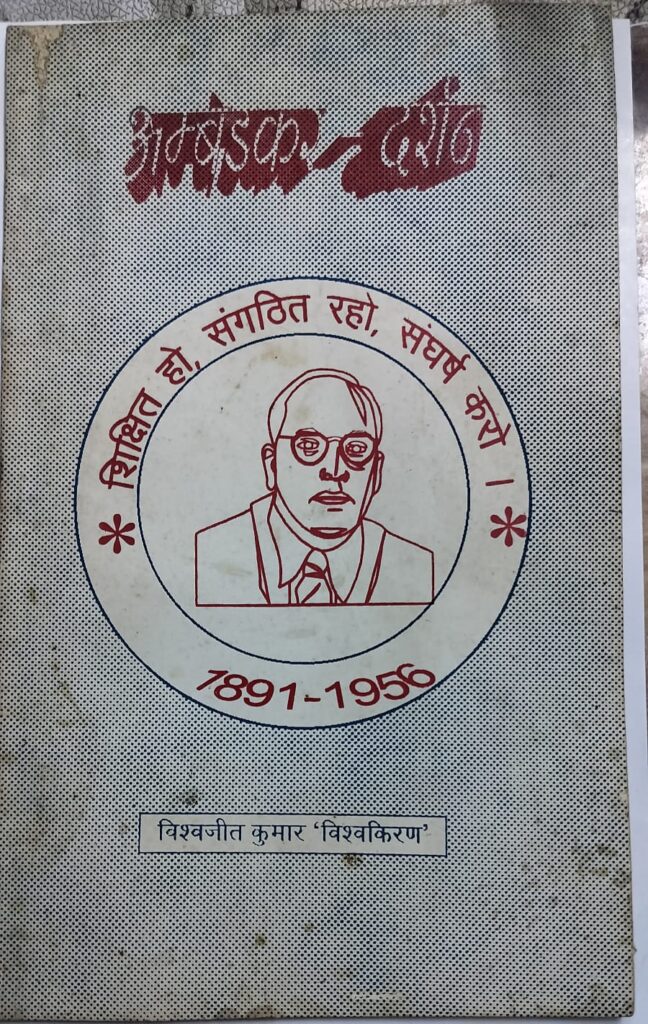 अम्बेडकर - दर्शन
शिक्षित हो, संगठित रहो, संघर्ष करो ।
1891-1956
विश्वजीत कुमार ‘विश्वकिरण’